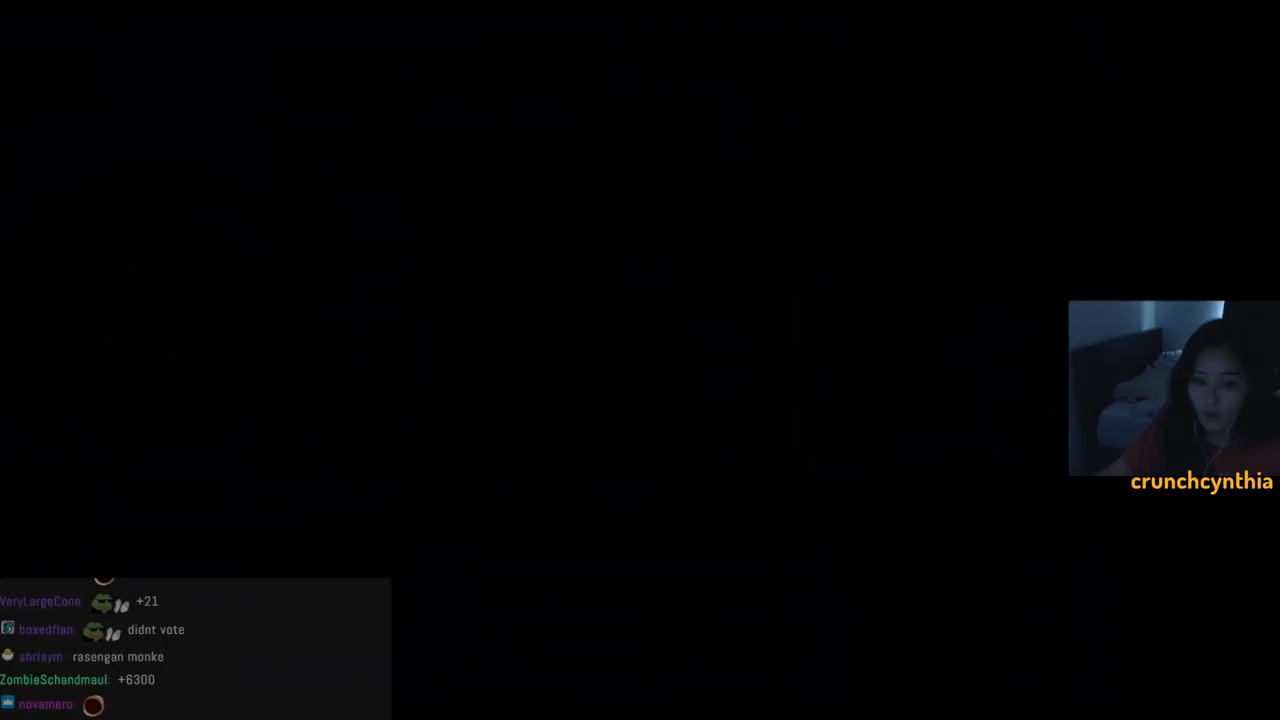 crunchcynthia
VeryLargeCone: +21
boxedflan: didnt vote
shrisym: rasengan monke
ZombieSchandmaul: +6300
novamero: